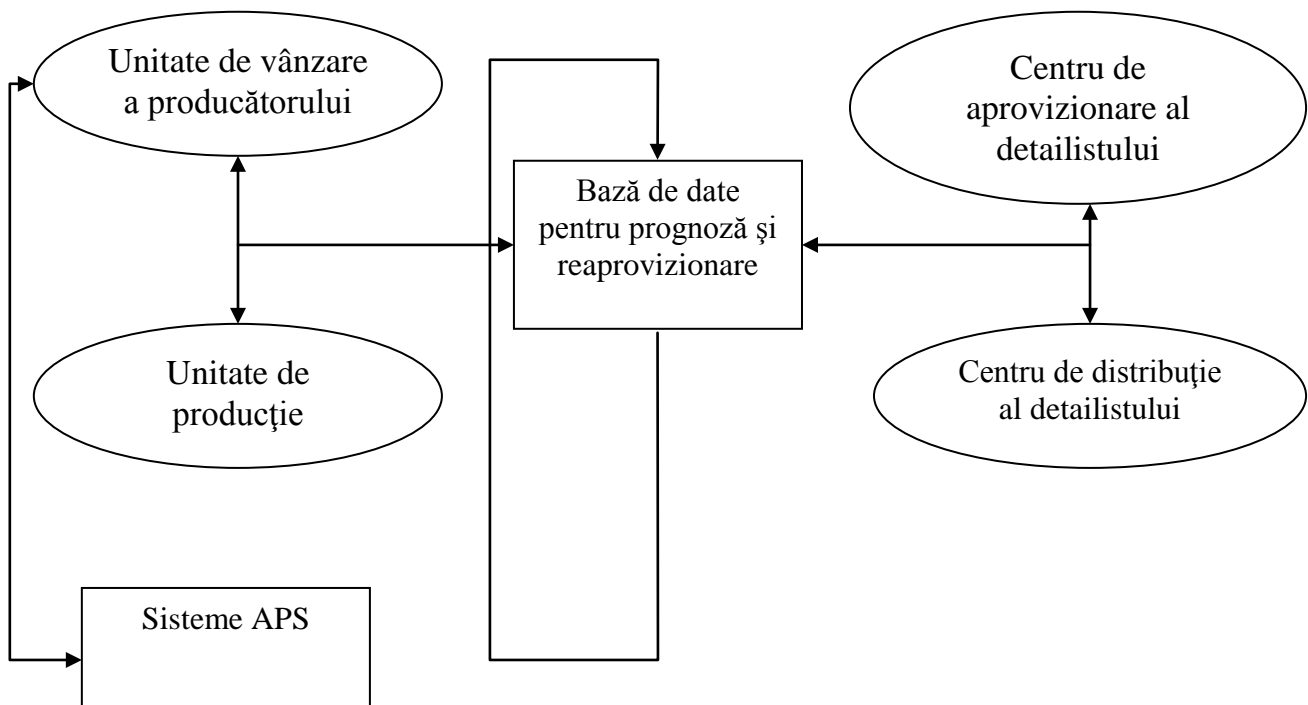 Unitate de vânzare
a producătorului
Centru de
aprovizionare al
detailistului
Bază de date
pentru prognoză şi
reaprovizionare
Unitate de
producţie
Centru de distribuţie
al detailistului
Sisteme APS